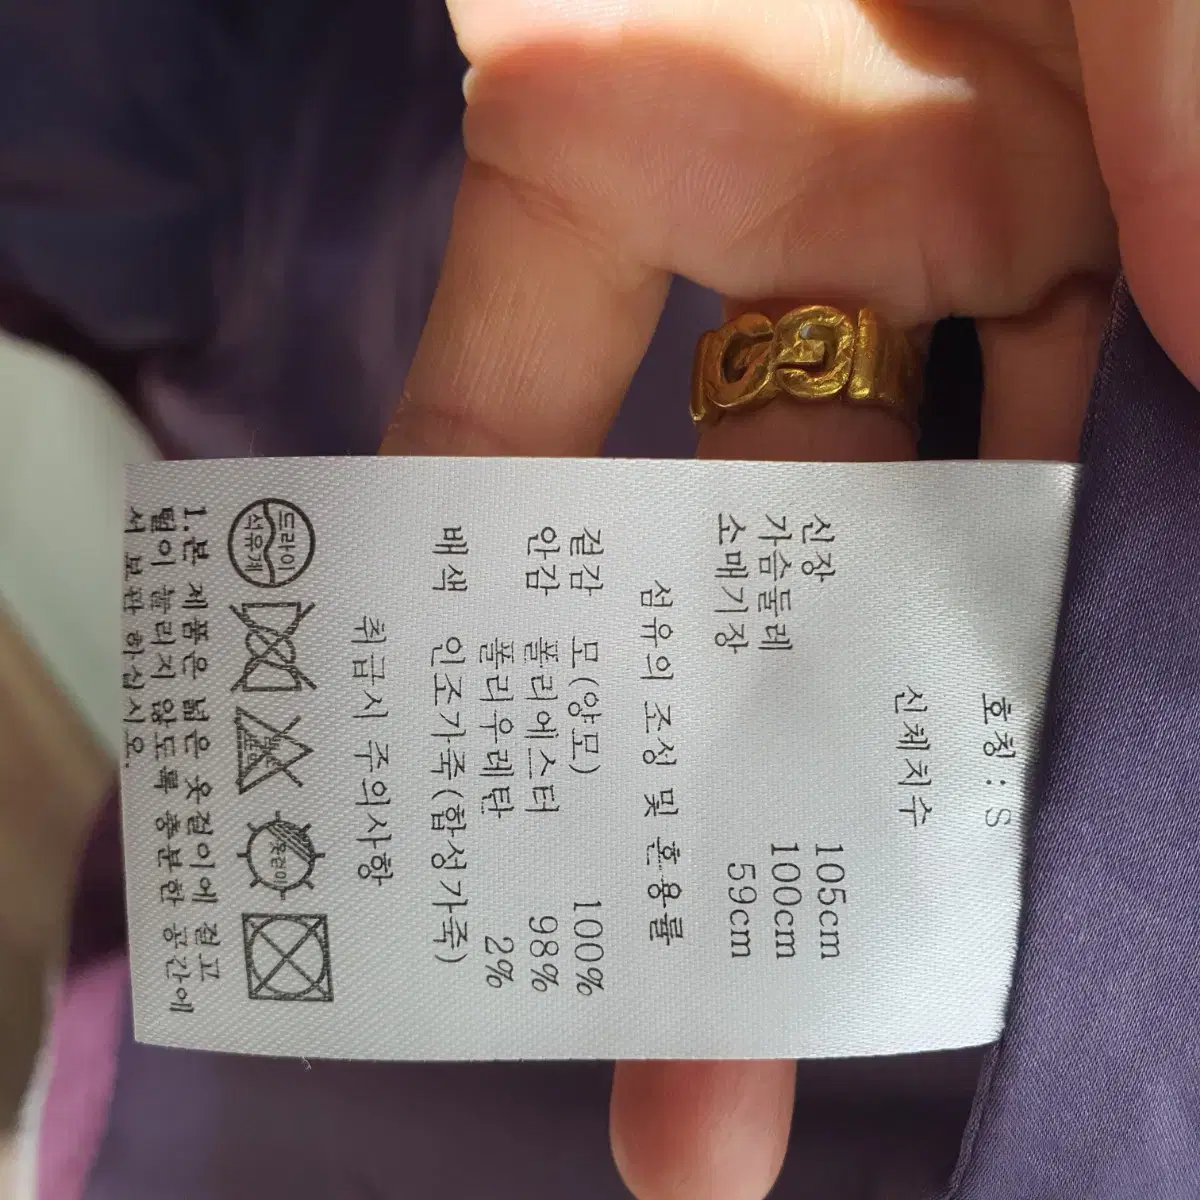 호칭 : S
신체치수
신장 105cm
가슴둘레 100cm
소매기장 59cm
섬유의 조성 및 혼용률
겉감 모(양모) 100%
안감 폴리에스터 98%
폴리우레탄 2%
배색 인조가죽(합성가죽)
취급시 주의사항
드라이
석유계
옷걸이
1.본 제품은 넓은 옷걸이에 걸고
털이 눌리지 않도록 충분한 공간에
서 보관 하십시오.